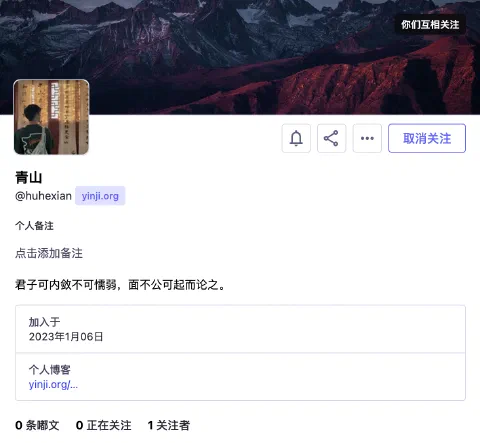 你们互相关注
取消关注
青山
@huhexian yinji.org
个人备注
点击添加备注
君子可内敛不可懦弱，面不公可起而论之。
加入于
2023年1月06日
个人博客
yinji.org/...
0 条嘟文 0 正在关注 1 关注者